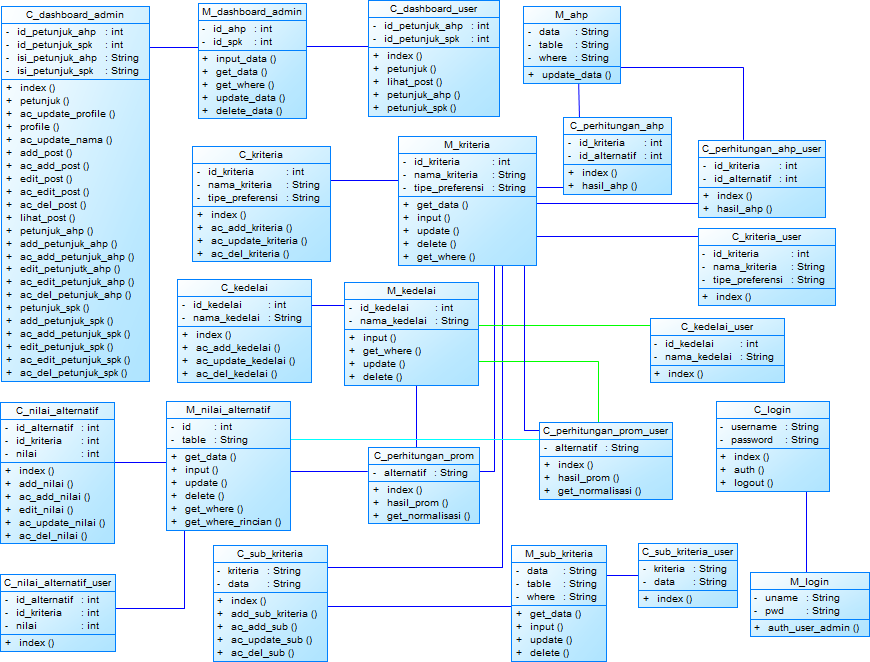 C_dashboard_admin
- id_petunjuk_ahp : int
- id_petunjuk_spk : int
- isi_petunjuk_ahp : String
- isi_petunjuk_spk : String
+ index ()
+ petunjuk ()
+ ac_update_profile ()
+ profile ()
+ ac_update_nama ()
+ add_post ()
+ ac_add_post ()
+ edit_post ()
+ ac_edit_post ()
+ ac_del_post ()
+ lihat_post ()
+ petunjuk_ahp ()
+ add_petunjuk_ahp ()
+ ac_add_petunjuk_ahp ()
+ edit_petunjutk_ahp ()
+ ac_edit_petunjuk_ahp ()
+ ac_del_petunjuk_ahp ()
+ petunjuk_spk ()
+ add_petunjuk_spk ()
+ ac_add_petunjuk_spk ()
+ edit_petunjuk_spk ()
+ ac_edit_petunjuk_spk ()
+ ac_del_petunjuk_spk ()
M_dashboard_admin
- id_ahp : int
- id_spk : int
+ input_data ()
+ get_data ()
+ get_where ()
+ update_data ()
+ delete_data ()
C_dashboard_user
- id_petunjuk_ahp : int
- id_petunjuk_spk : int
+ index ()
+ petunjuk ()
+ lihat_post ()
+ petunjuk_ahp ()
+ petunjuk_spk ()
M_ahp
- data : String
- table : String
- where : String
+ update_data ()
C_perhitungan_ahp
- id_kriteria : int
- id_alternatif : int
+ index ()
+ hasil_ahp ()
C_perhitungan_ahp_user
- id_kriteria : int
- id_alternatif : int
+ index ()
+ hasil_ahp ()
C_kriteria
- id_kriteria : int
- nama_kriteria : String
- tipe_preferensi : String
+ index ()
+ ac_add_kriteria ()
+ ac_update_kriteria ()
+ ac_del_kriteria ()
M_kriteria
- id_kriteria : int
- nama_kriteria : String
- tipe_preferensi : String
+ get_data ()
+ input ()
+ update ()
+ delete ()
+ get_where ()
C_kriteria_user
- id_kriteria : int
- nama_kriteria : String
- tipe_preferensi : String
+ index ()
C_kedelai
- id_kedelai : int
- nama_kedelai : String
+ index ()
+ ac_add_kedelai ()
+ ac_update_kedelai ()
+ ac_del_kedelai ()
M_kedelai
- id_kedelai : int
- nama_kedelai : String
+ input ()
+ get_where ()
+ update ()
+ delete ()
C_kedelai_user
- id_kedelai : int
- nama_kedelai : String
+ index ()
C_nilai_alternatif
- id_alternatif : int
- id_kriteria : int
- nilai : int
+ index ()
+ add_nilai ()
+ ac_add_nilai ()
+ edit_nilai ()
+ ac_update_nilai ()
+ ac_del_nilai ()
M_nilai_alternatif
- id : int
- table : String
+ get_data ()
+ input ()
+ update ()
+ delete ()
+ get_where ()
+ get_where_rincian ()
C_perhitungan_prom
- alternatif : String
+ index ()
+ hasil_prom ()
+ get_normalisasi ()
C_perhitungan_prom_user
- alternatif : String
+ index ()
+ hasil_prom ()
+ get_normalisasi ()
C_login
- username : String
- password : String
+ index ()
+ auth ()
+ logout ()
C_nilai_alternatif_user
- id_alternatif : int
- id_kriteria : int
- nilai : int
+ index ()
C_sub_kriteria
- kriteria : String
- data : String
+ index ()
+ add_sub_kriteria ()
+ ac_add_sub ()
+ ac_update_sub ()
+ ac_del_sub ()
M_sub_kriteria
- data : String
- table : String
- where : String
+ get_data ()
+ input ()
+ update ()
+ delete ()
C_sub_kriteria_user
- kriteria : String
- data : String
+ index ()
M_login
- uname : String
- pwd : String
+ auth_user_admin ()